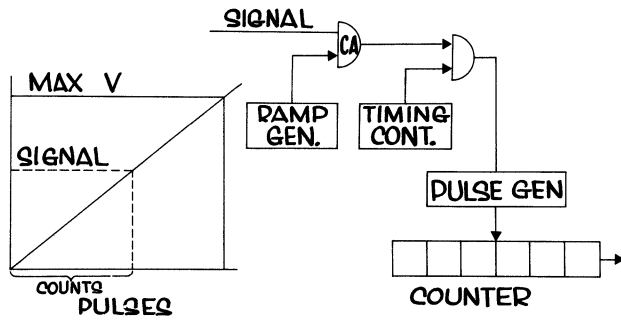 SIGNAL
CA
MAX V
RAMP
GEN.
TIMING
CONT.
SIGNAL
PULSE GEN
COUNTS
PULSES
COUNTER